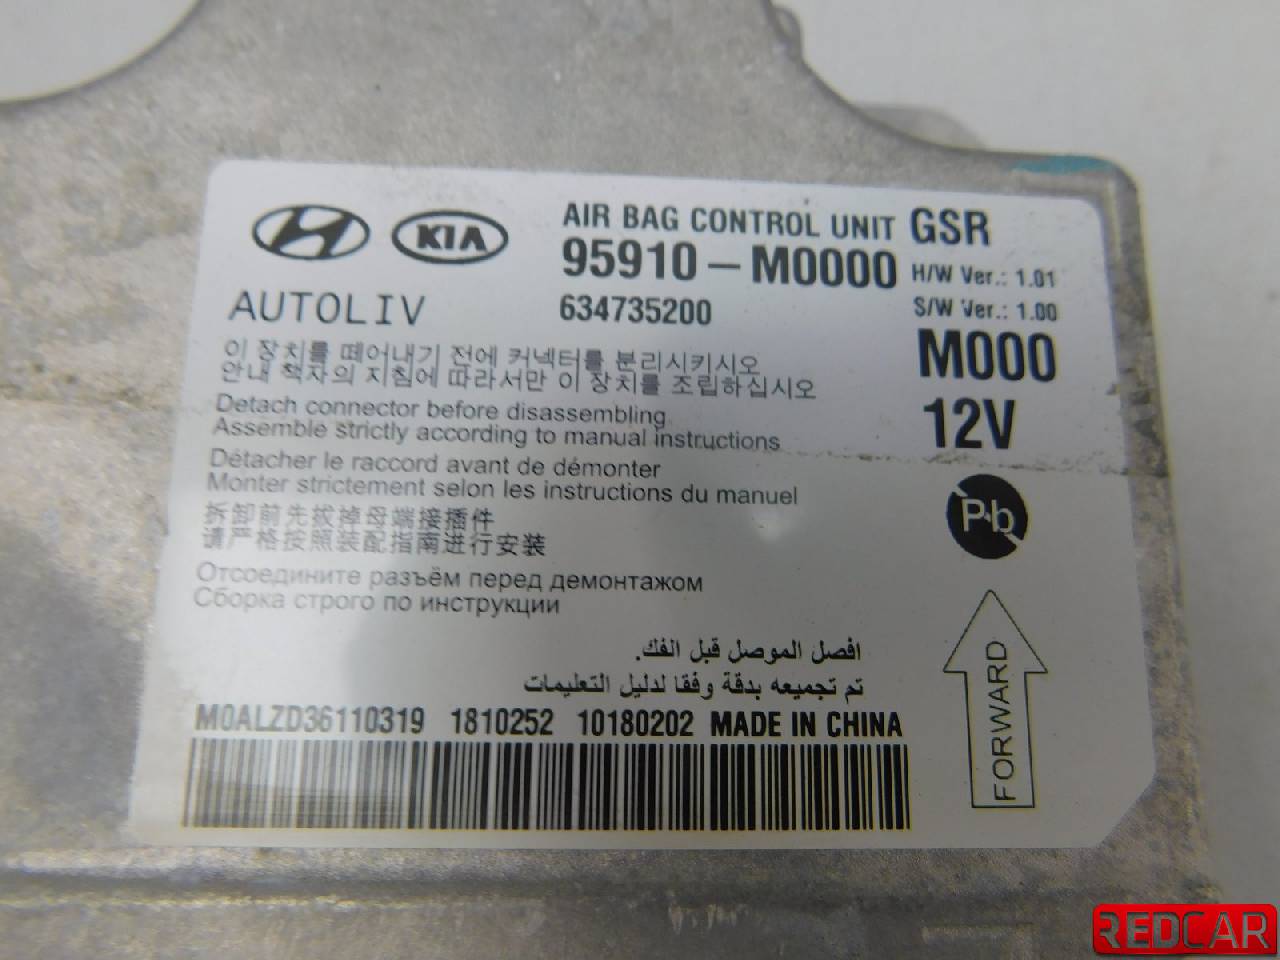 KIA
AIR BAG CONTROL UNIT GSR
95910-M0000 H/W Ver.: 1.01
AUTOLIV 634735200 S/W Ver.: 1.00
M000
12V
이 장치를 떼어내기 전에 커넥터를 분리시키시오
안내 책자의 지침에 따라서만 이 장치를 조립하십시오
Detach connector before disassembling
Assemble strictly according to manual instructions
Détacher le raccord avant de démonter
Monter strictement selon les instructions du manuel
Pb
拆卸前先拔掉母端接插件
请严格按照装配指南进行安装
Отсоедините разъём перед демонтажом
Сборка строго по инструкции
افصل الموصل قبل الفك.
تم تجميعه بدقة وفقا لدليل التعليمات
FORWARD
M0ALZD36110319 1810252 10180202 MADE IN CHINA
REDCAR